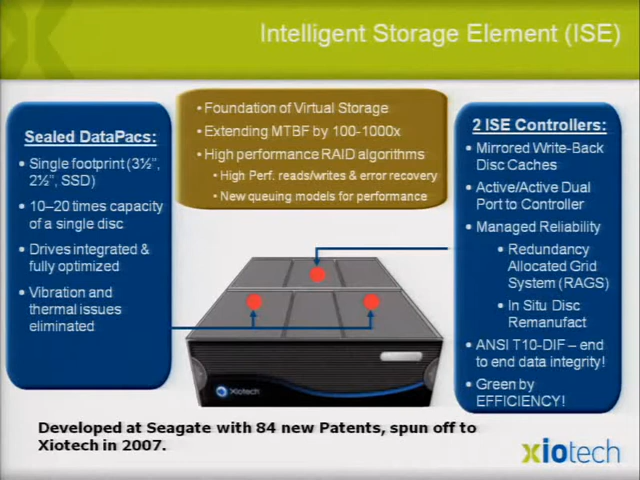 Intelligent Storage Element (ISE)
Sealed DataPacs:
• Single footprint (3½”,
2½”, SSD)
• 10–20 times capacity
of a single disc
• Drives integrated &
fully optimized
• Vibration and
thermal issues
eliminated
• Foundation of Virtual Storage
• Extending MTBF by 100-1000x
• High performance RAID algorithms
• High Perf. reads/writes & error recovery
• New queuing models for performance
2 ISE Controllers:
• Mirrored Write-Back
Disc Caches
• Active/Active Dual
Port to Controller
• Managed Reliability
• Redundancy
Allocated Grid
System (RAGS)
• In Situ Disc
Remanufact
• ANSI T10-DIF – end
to end data integrity!
• Green by
EFFICIENCY!
Xiotech
Developed at Seagate with 84 new Patents, spun off to
Xiotech in 2007.
xiotech